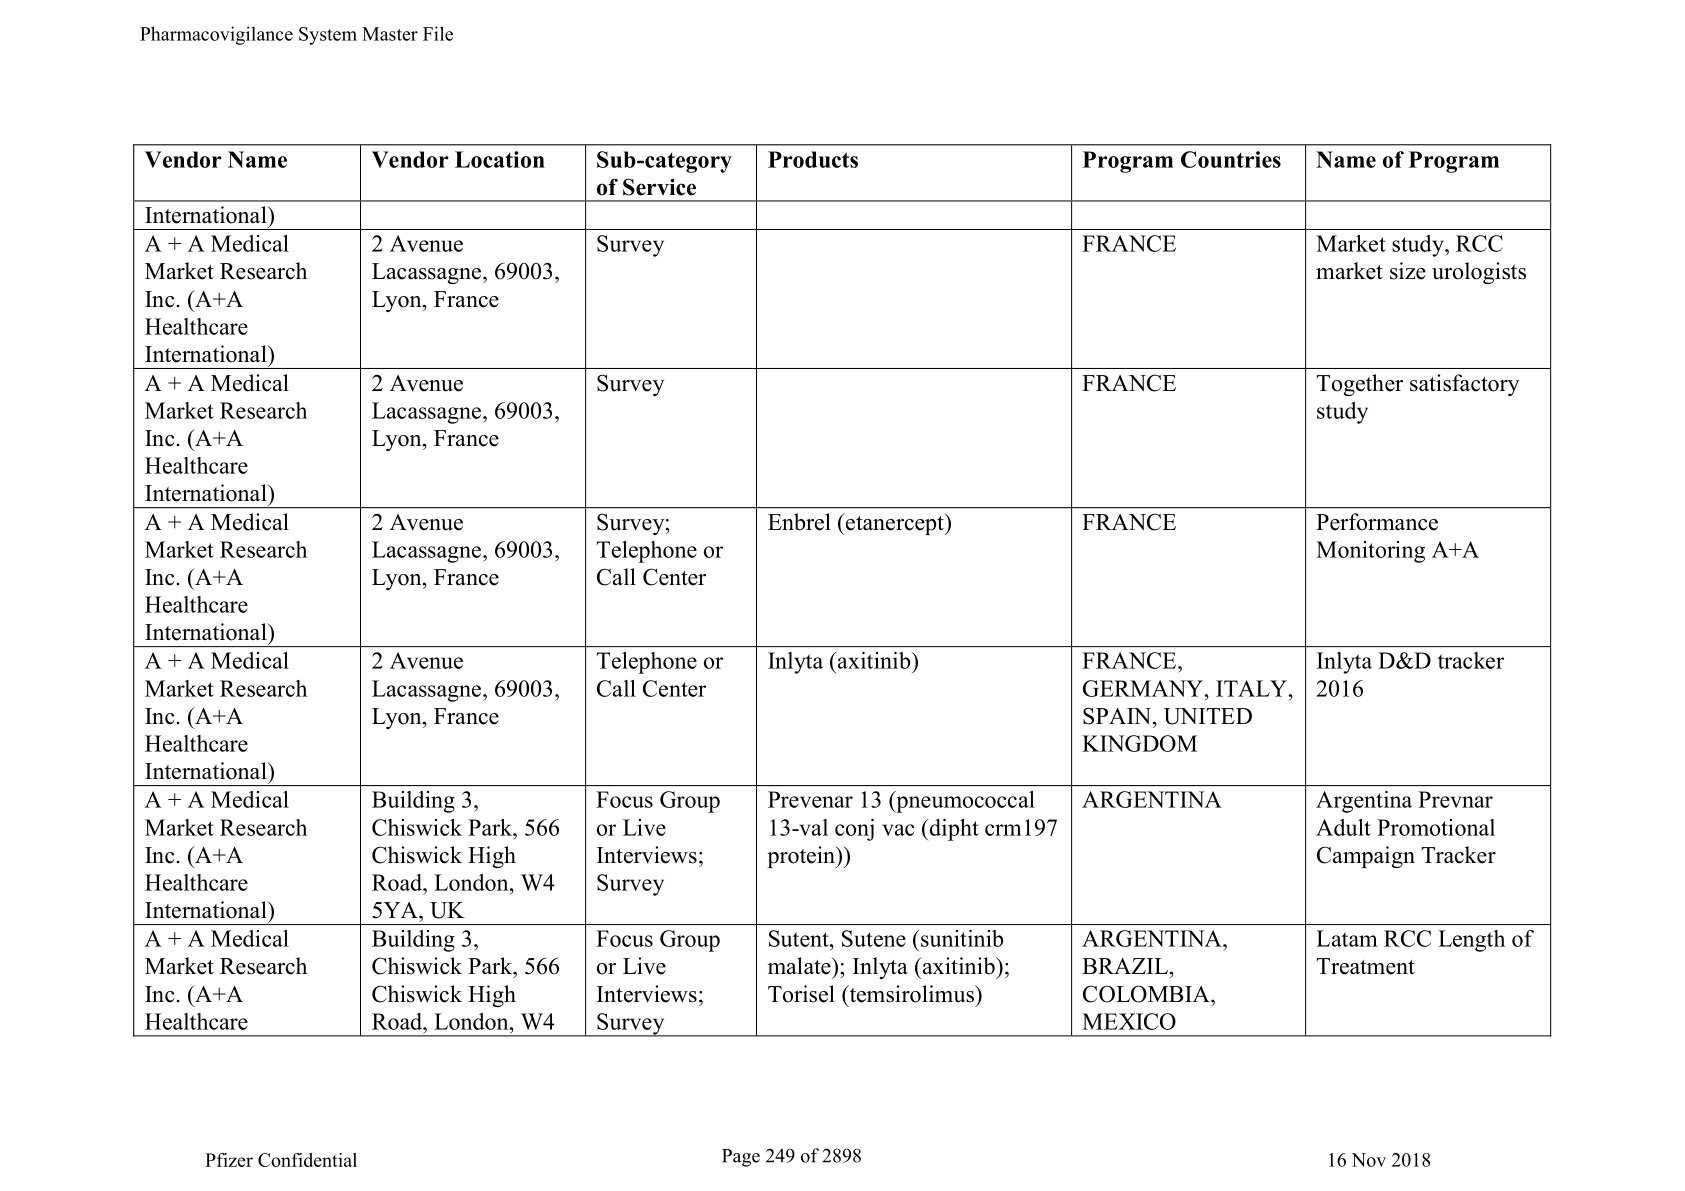 Pharmacovigilance System Master File
Vendor Name
Vendor Location
Sub-category
of Service
Products
Program Countries
Name of Program
International)
A + A Medical
Market Research
Inc. (A+A
Healthcare
International)
2 Avenue
Lacassagne, 69003,
Lyon, France
Survey
FRANCE
Market study, RCC
market size urologists
A + A Medical
Market Research
Inc. (A+A
Healthcare
International)
2 Avenue
Lacassagne, 69003,
Lyon, France
Survey
FRANCE
Together satisfactory
study
A + A Medical
Market Research
Inc. (A+A
Healthcare
International)
2 Avenue
Lacassagne, 69003,
Lyon, France
Survey;
Telephone or
Call Center
Enbrel (etanercept)
FRANCE
Performance
Monitoring A+A
A + A Medical
Market Research
Inc. (A+A
Healthcare
International)
2 Avenue
Lacassagne, 69003,
Lyon, France
Telephone or
Call Center
Inlyta (axitinib)
FRANCE,
GERMANY, ITALY,
SPAIN, UNITED
KINGDOM
Inlyta D&D tracker
2016
A + A Medical
Market Research
Inc. (A+A
Healthcare
International)
Building 3,
Chiswick Park, 566
Chiswick High
Road, London, W4
5YA, UK
Focus Group
or Live
Interviews;
Survey
Prevenar 13 (pneumococcal
13-val conj vac (dipht crm197
protein))
ARGENTINA
Argentina Prevnar
Adult Promotional
Campaign Tracker
A + A Medical
Market Research
Inc. (A+A
Healthcare
Building 3,
Chiswick Park, 566
Chiswick High
Road, London, W4
Focus Group
or Live
Interviews;
Survey
Sutent, Sutene (sunitinib
malate); Inlyta (axitinib);
Torisel (temsirolimus)
ARGENTINA,
BRAZIL,
COLOMBIA,
MEXICO
Latam RCC Length of
Treatment
Pfizer Confidential
Page 249 of 2898
16 Nov 2018